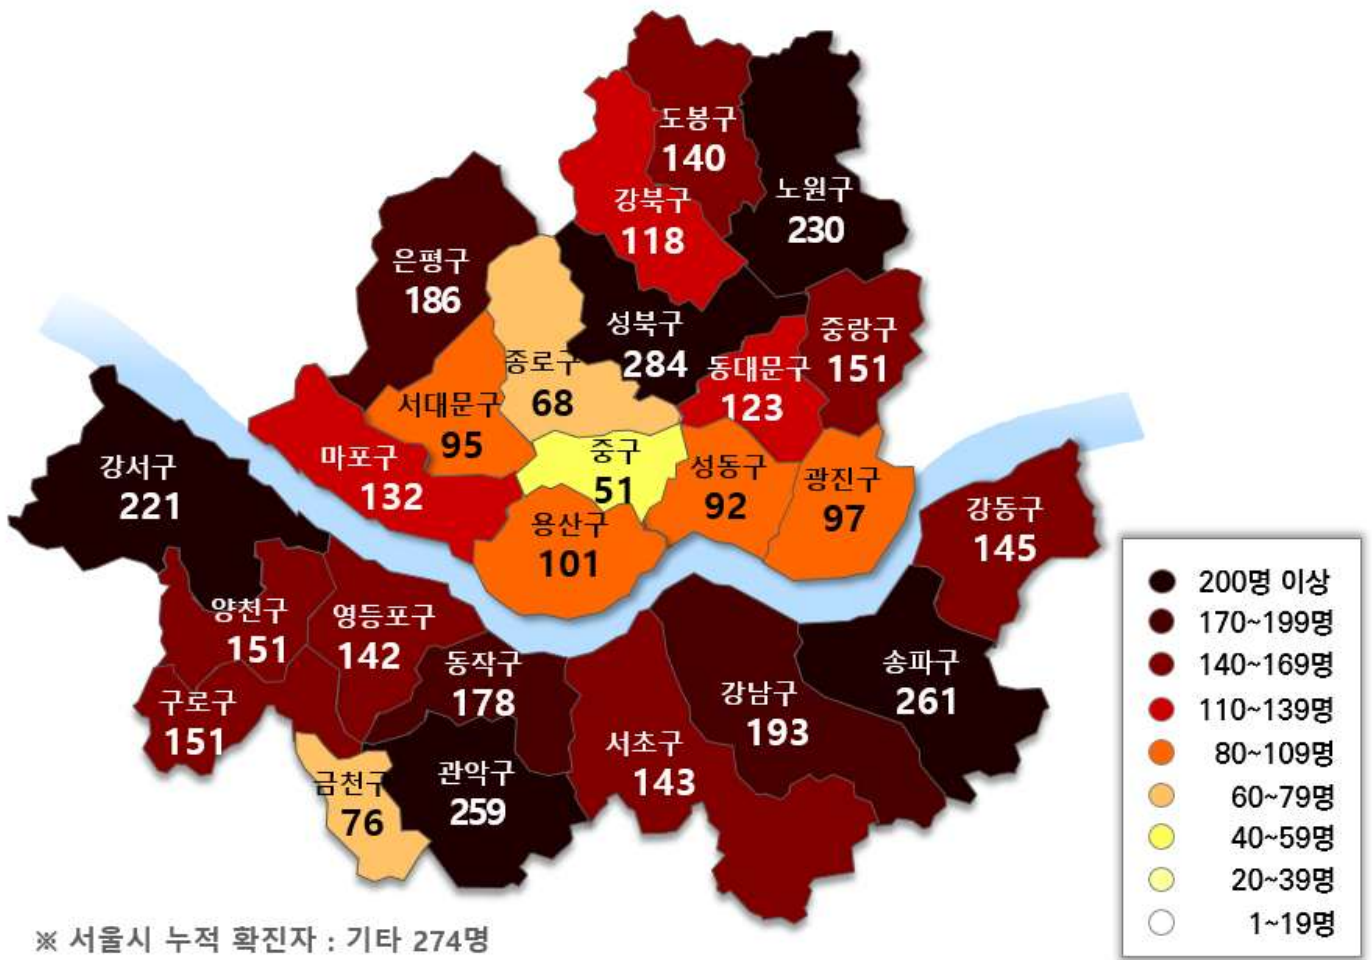 도봉구
140
강북구
118
노원구
230
은평구
186
성북구
284
중랑구
151
종로구
68
동대문구
123
서대문구
95
마포구
132
중구
51
성동구
92
광진구
97
강서구
221
용산구
101
강동구
145
양천구
151
영등포구
142
동작구
178
구로구
151
강남구
193
송파구
261
서초구
143
금천구
76
관악구
259
200명 이상
170~199명
140~169명
110~139명
80~109명
60~79명
40~59명
20~39명
1~19명
※ 서울시 누적 확진자 : 기타 274명